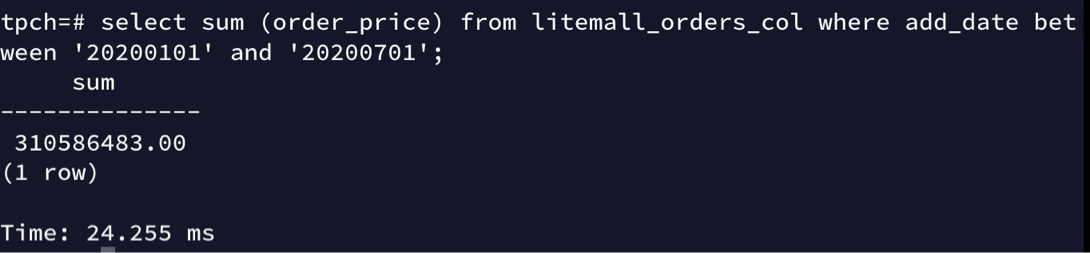 tpch=# select sum (order_price) from litemall_orders_col where add_date bet
ween '20200101' and '20200701';
sum
--------------
310586483.00
(1 row)
Time: 24.255 ms